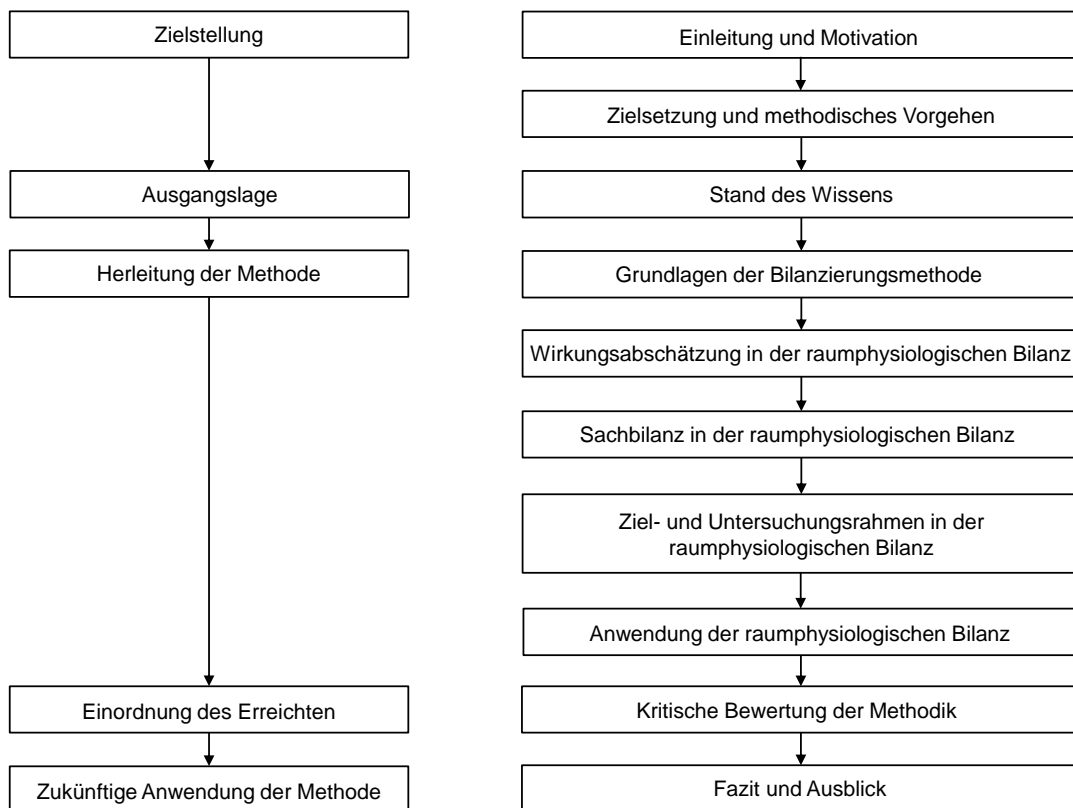 Zielstellung
Ausgangslage
Herleitung der Methode
Einordnung des Erreichten
Zukünftige Anwendung der Methode
Einleitung und Motivation
Zielsetzung und methodisches Vorgehen
Stand des Wissens
Grundlagen der Bilanzierungsmethode
Wirkungsabschätzung in der raumphysiologischen Bilanz
Sachbilanz in der raumphysiologischen Bilanz
Ziel- und Untersuchungsrahmen in der
raumphysiologischen Bilanz
Anwendung der raumphysiologischen Bilanz
Kritische Bewertung der Methodik
Fazit und Ausblick